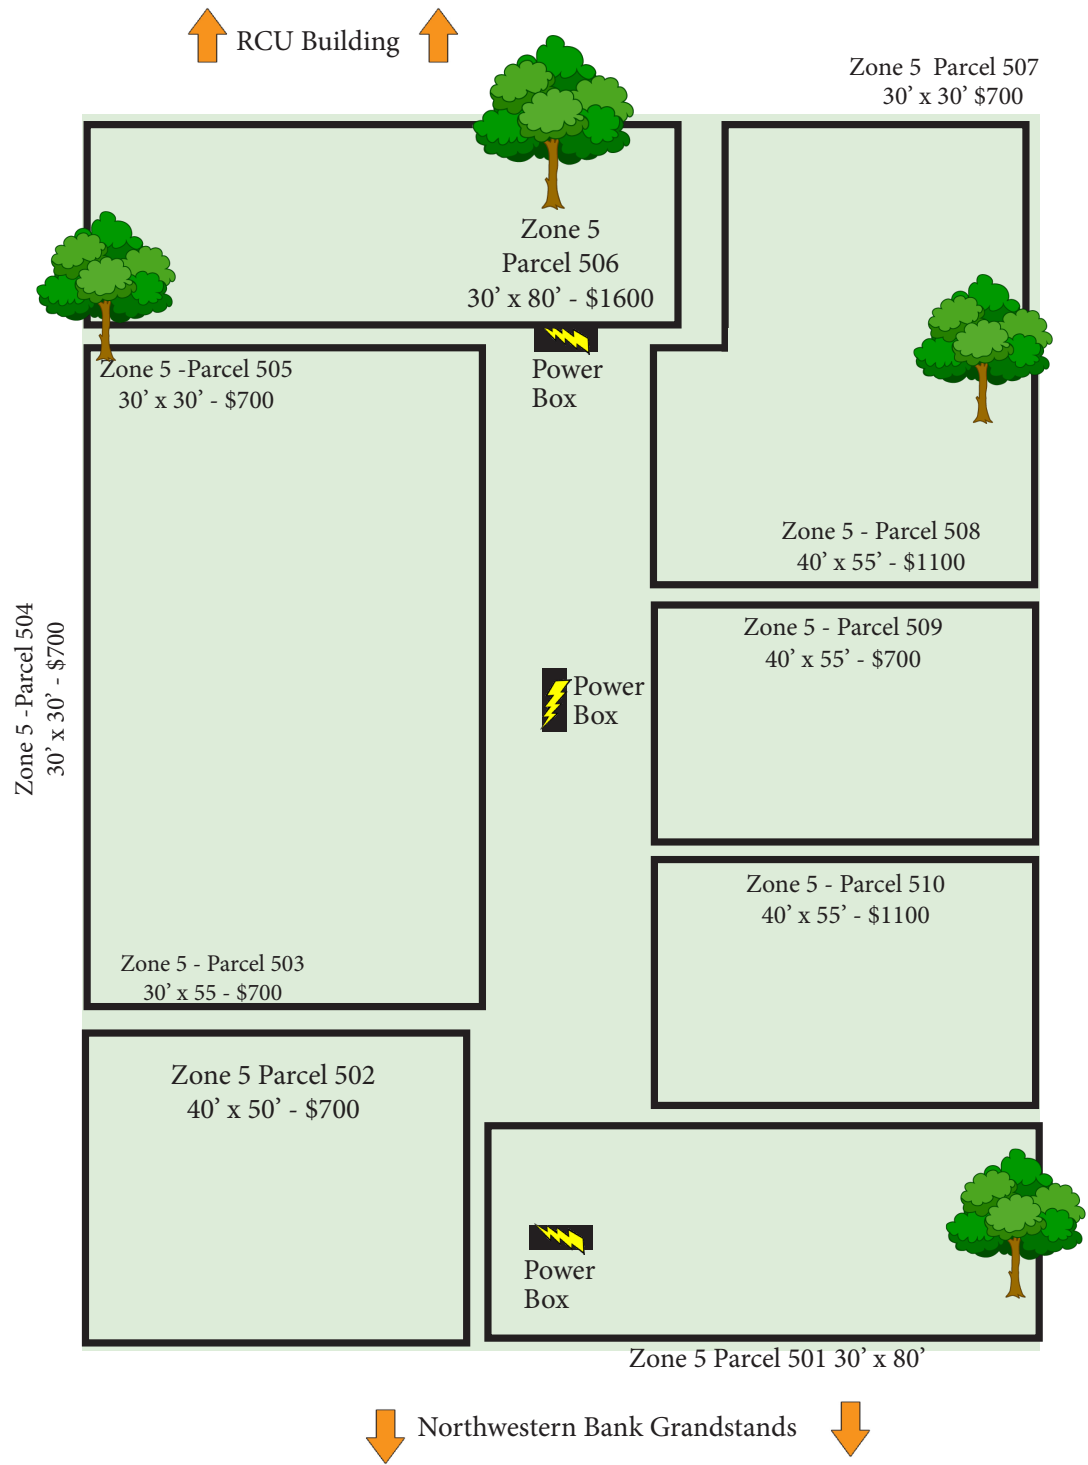 RCU Building
Zone 5  Parcel 507
30’ x 30’ $700
Zone 5
Parcel 506
30’ x 80’ - $1600
Power
Box
Zone 5 -Parcel 505
30’ x 30’ - $700
Zone 5 - Parcel 508
40’ x 55’ - $1100
Zone 5 -Parcel 504
30’ x 30’ - $700
Zone 5 - Parcel 509
40’ x 55’ - $700
Power
Box
Zone 5 - Parcel 510
40’ x 55’ - $1100
Zone 5 - Parcel 503
30’ x 55 - $700
Zone 5 Parcel 502
40’ x 50’ - $700
Power
Box
Zone 5 Parcel 501 30’ x 80’
Northwestern Bank Grandstands